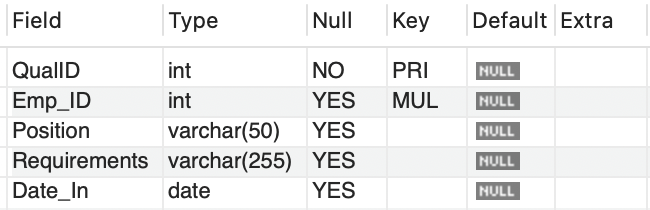 Field Type Null Key Default Extra
QualID int NO PRI NULL
Emp_ID int YES MUL NULL
Position varchar(50) YES NULL
Requirements varchar(255) YES NULL
Date_In date YES NULL